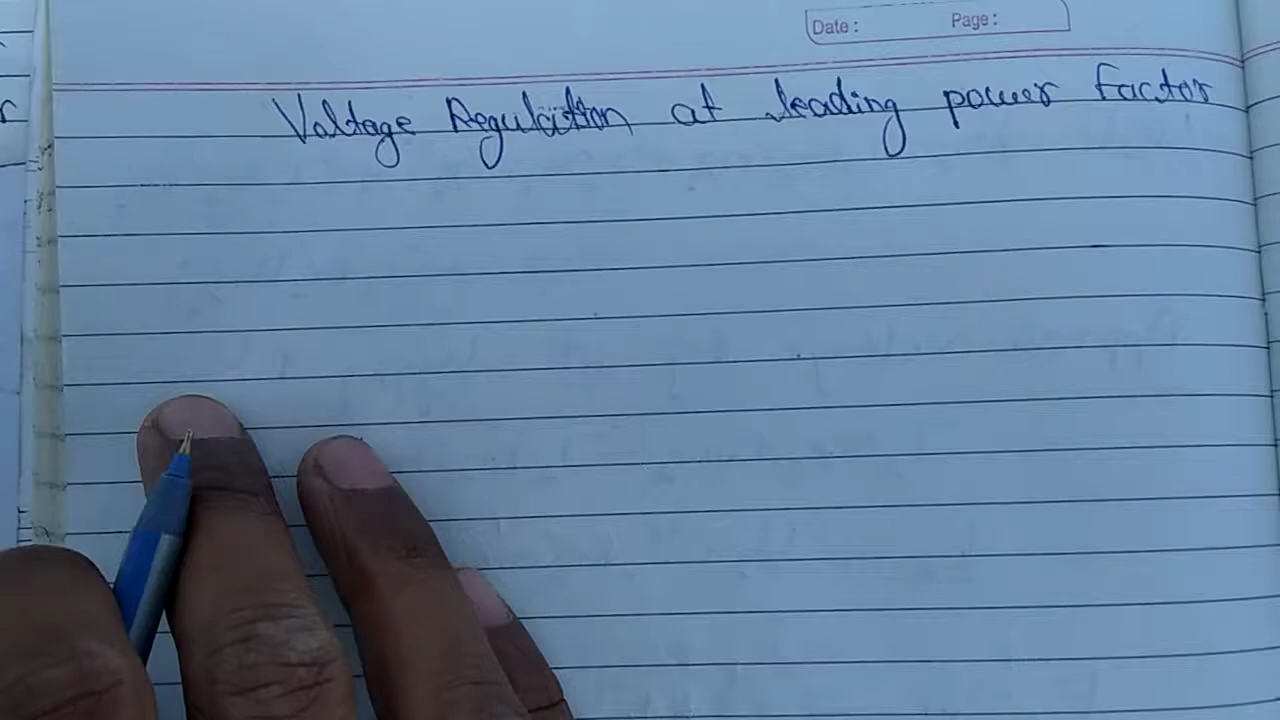 Date : Page :
Voltage Regulation at leading power factor
r